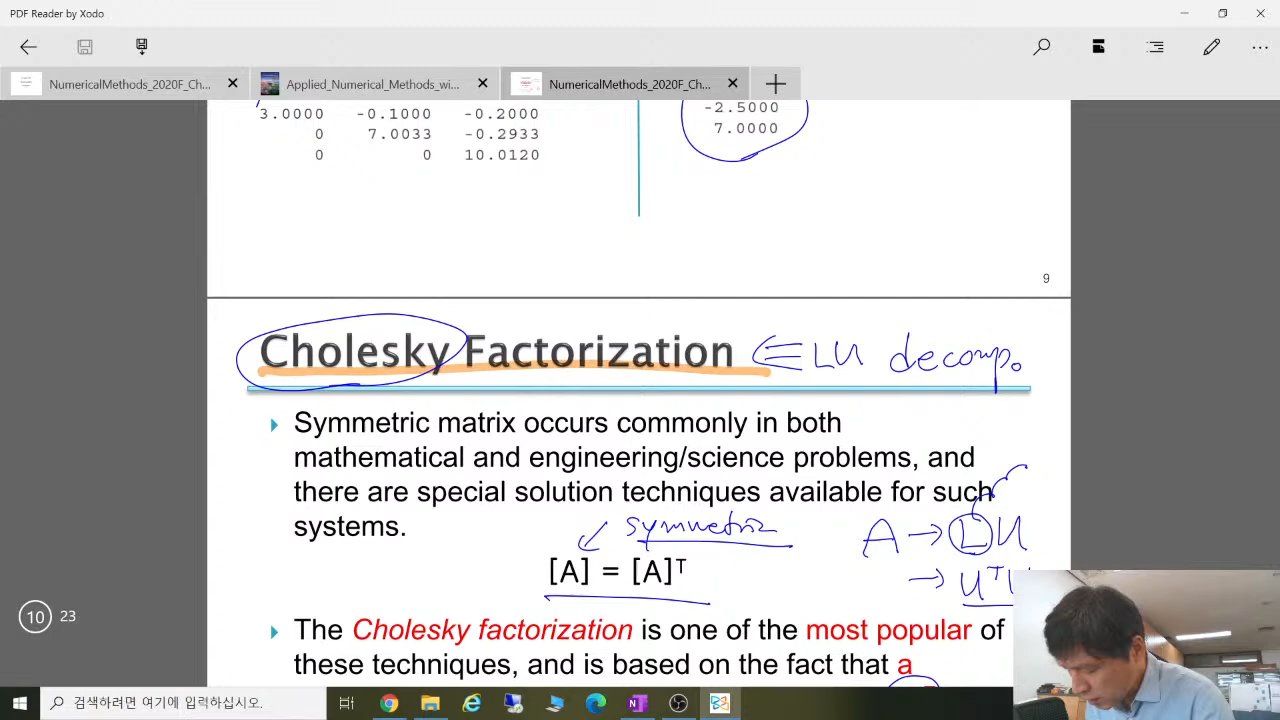 PDF Reader by Xodo
NumericalMethods_2020F_Ch...
Applied_Numerical_Methods_wi...
NumericalMethods_2020F_Ch...
3.0000 -0.1000 -0.2000
0 7.0033 -0.2933
0 0 10.0120
-2.5000
7.0000
9
Cholesky Factorization ⇐ LU decomp.
Symmetric matrix occurs commonly in both
mathematical and engineering/science problems, and
there are special solution techniques available for such
systems.
symmetric
A → LU
[A] = [A]ᵀ
→ Uᵀ
10 23
The Cholesky factorization is one of the most popular of
these techniques, and is based on the fact that a
검색하려면 여기에 입력하십시오.